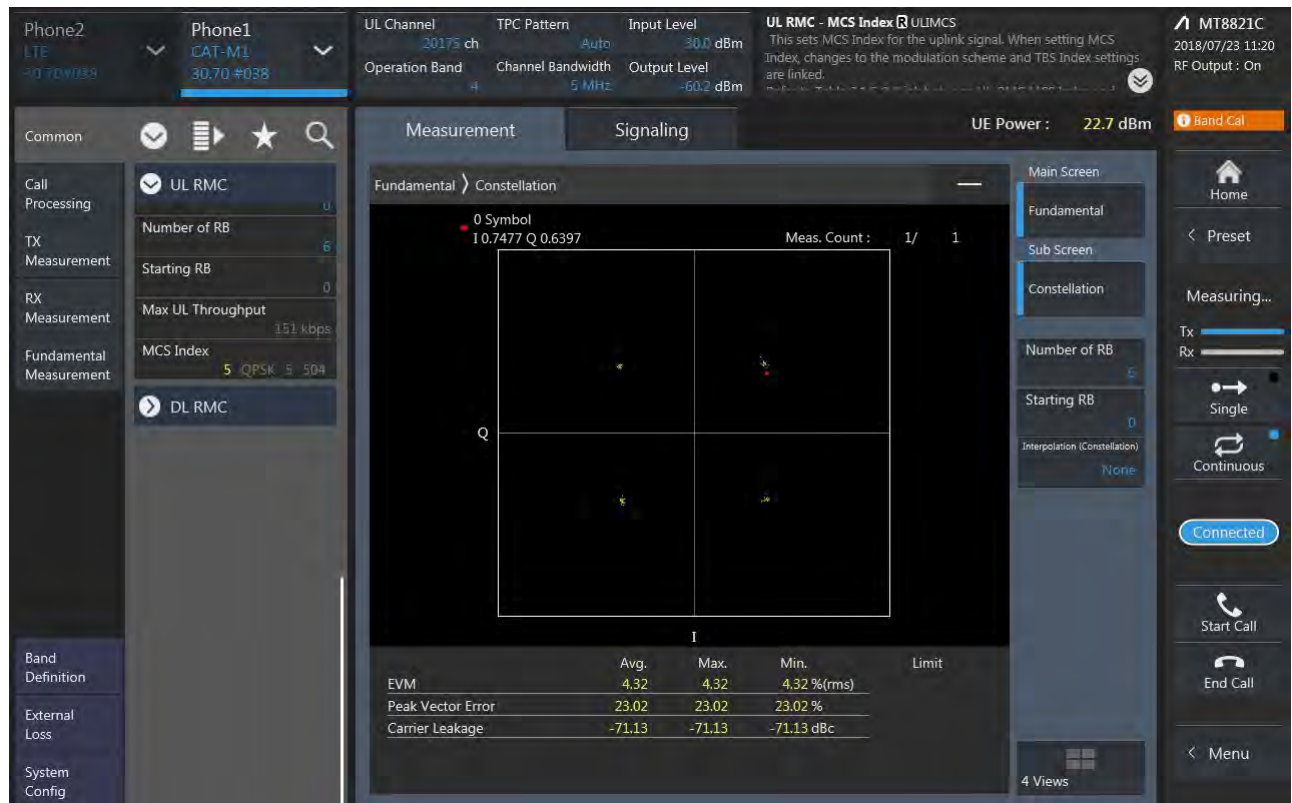 Phone2
LTE
Phone1
CAT-M1
30.70 #038
UL Channel
20175 ch
TPC Pattern
Auto
Input Level
30.0 dBm
Operation Band
4
Channel Bandwidth
5 MHz
Output Level
-60.2 dBm
UL RMC - MCS Index R ULIMCS
This sets MCS Index for the uplink signal. When setting MCS
Index, changes to the modulation scheme and TBS Index settings
are linked.
MT8821C
2018/07/23 11:20
RF Output : On
Common
Call
Processing
TX
Measurement
RX
Measurement
Fundamental
Measurement
Band
Definition
External
Loss
System
Config
UL RMC
0
Number of RB
6
Starting RB
0
Max UL Throughput
151 kbps
MCS Index
5 QPSK 5 504
DL RMC
Measurement
Signaling
UE Power : 22.7 dBm
Fundamental 〉 Constellation
0 Symbol
I 0.7477 Q 0.6397
Meas. Count : 1/ 1
Q
I
Avg. Max. Min. Limit
EVM 4.32 4.32 4.32 %(rms)
Peak Vector Error 23.02 23.02 23.02 %
Carrier Leakage -71.13 -71.13 -71.13 dBc
Main Screen
Fundamental
Sub Screen
Constellation
Number of RB
6
Starting RB
0
Interpolation (Constellation)
None
4 Views
Band Cal
Home
< Preset
Measuring...
Tx
Rx
Single
Continuous
Connected
Start Call
End Call
< Menu